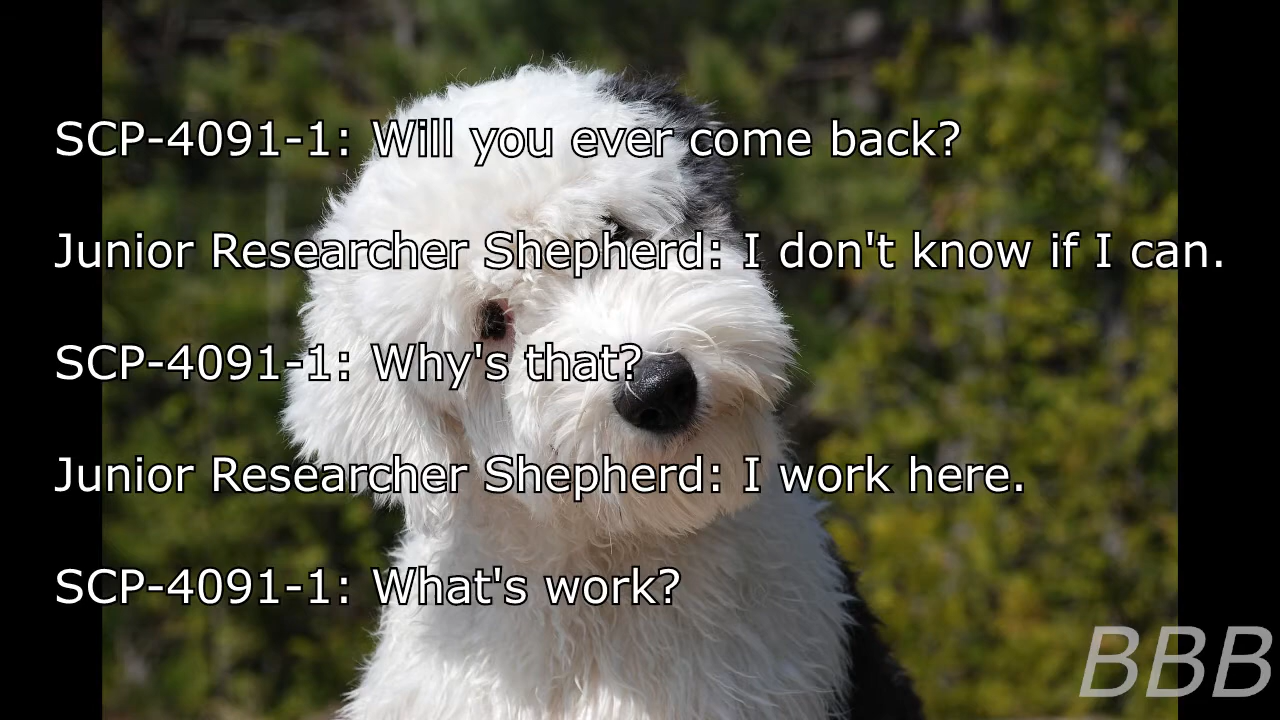 SCP-4091-1: Will you ever come back?
Junior Researcher Shepherd: I don't know if I can.
SCP-4091-1: Why's that?
Junior Researcher Shepherd: I work here.
SCP-4091-1: What's work?
BBB